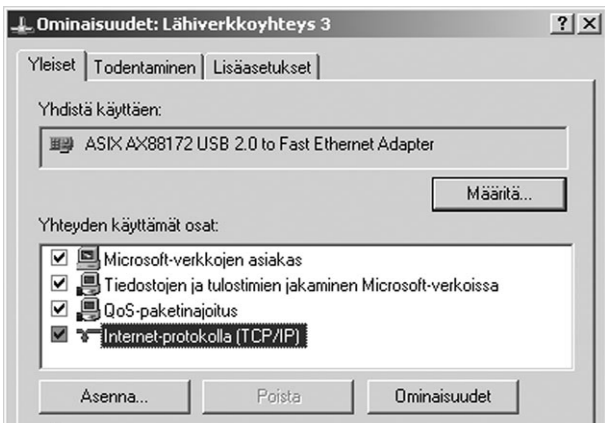 Ominaisuudet: Lähiverkkoyhteys 3
Yleiset Todentaminen Lisäasetukset
Yhdistä käyttäen:
ASIX AX88172 USB 2.0 to Fast Ethernet Adapter
Määritä...
Yhteyden käyttämät osat:
Microsoft-verkkojen asiakas
Tiedostojen ja tulostimien jakaminen Microsoft-verkoissa
QoS-paketinajoitus
Internet-protokolla (TCP/IP)
Asenna... Poista Ominaisuudet